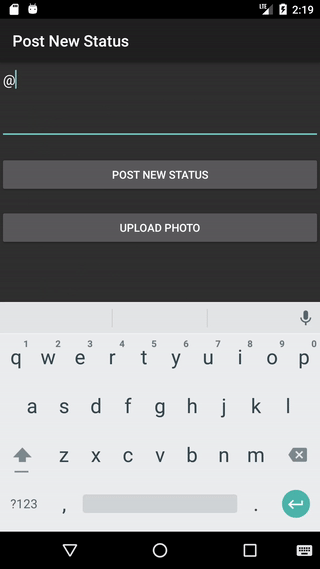 LTE 2:19
Post New Status
@
POST NEW STATUS
UPLOAD PHOTO
1 2 3 4 5 6 7 8 9 0
q w e r t y u i o p
a s d f g h j k l
z x c v b n m
?123 , .